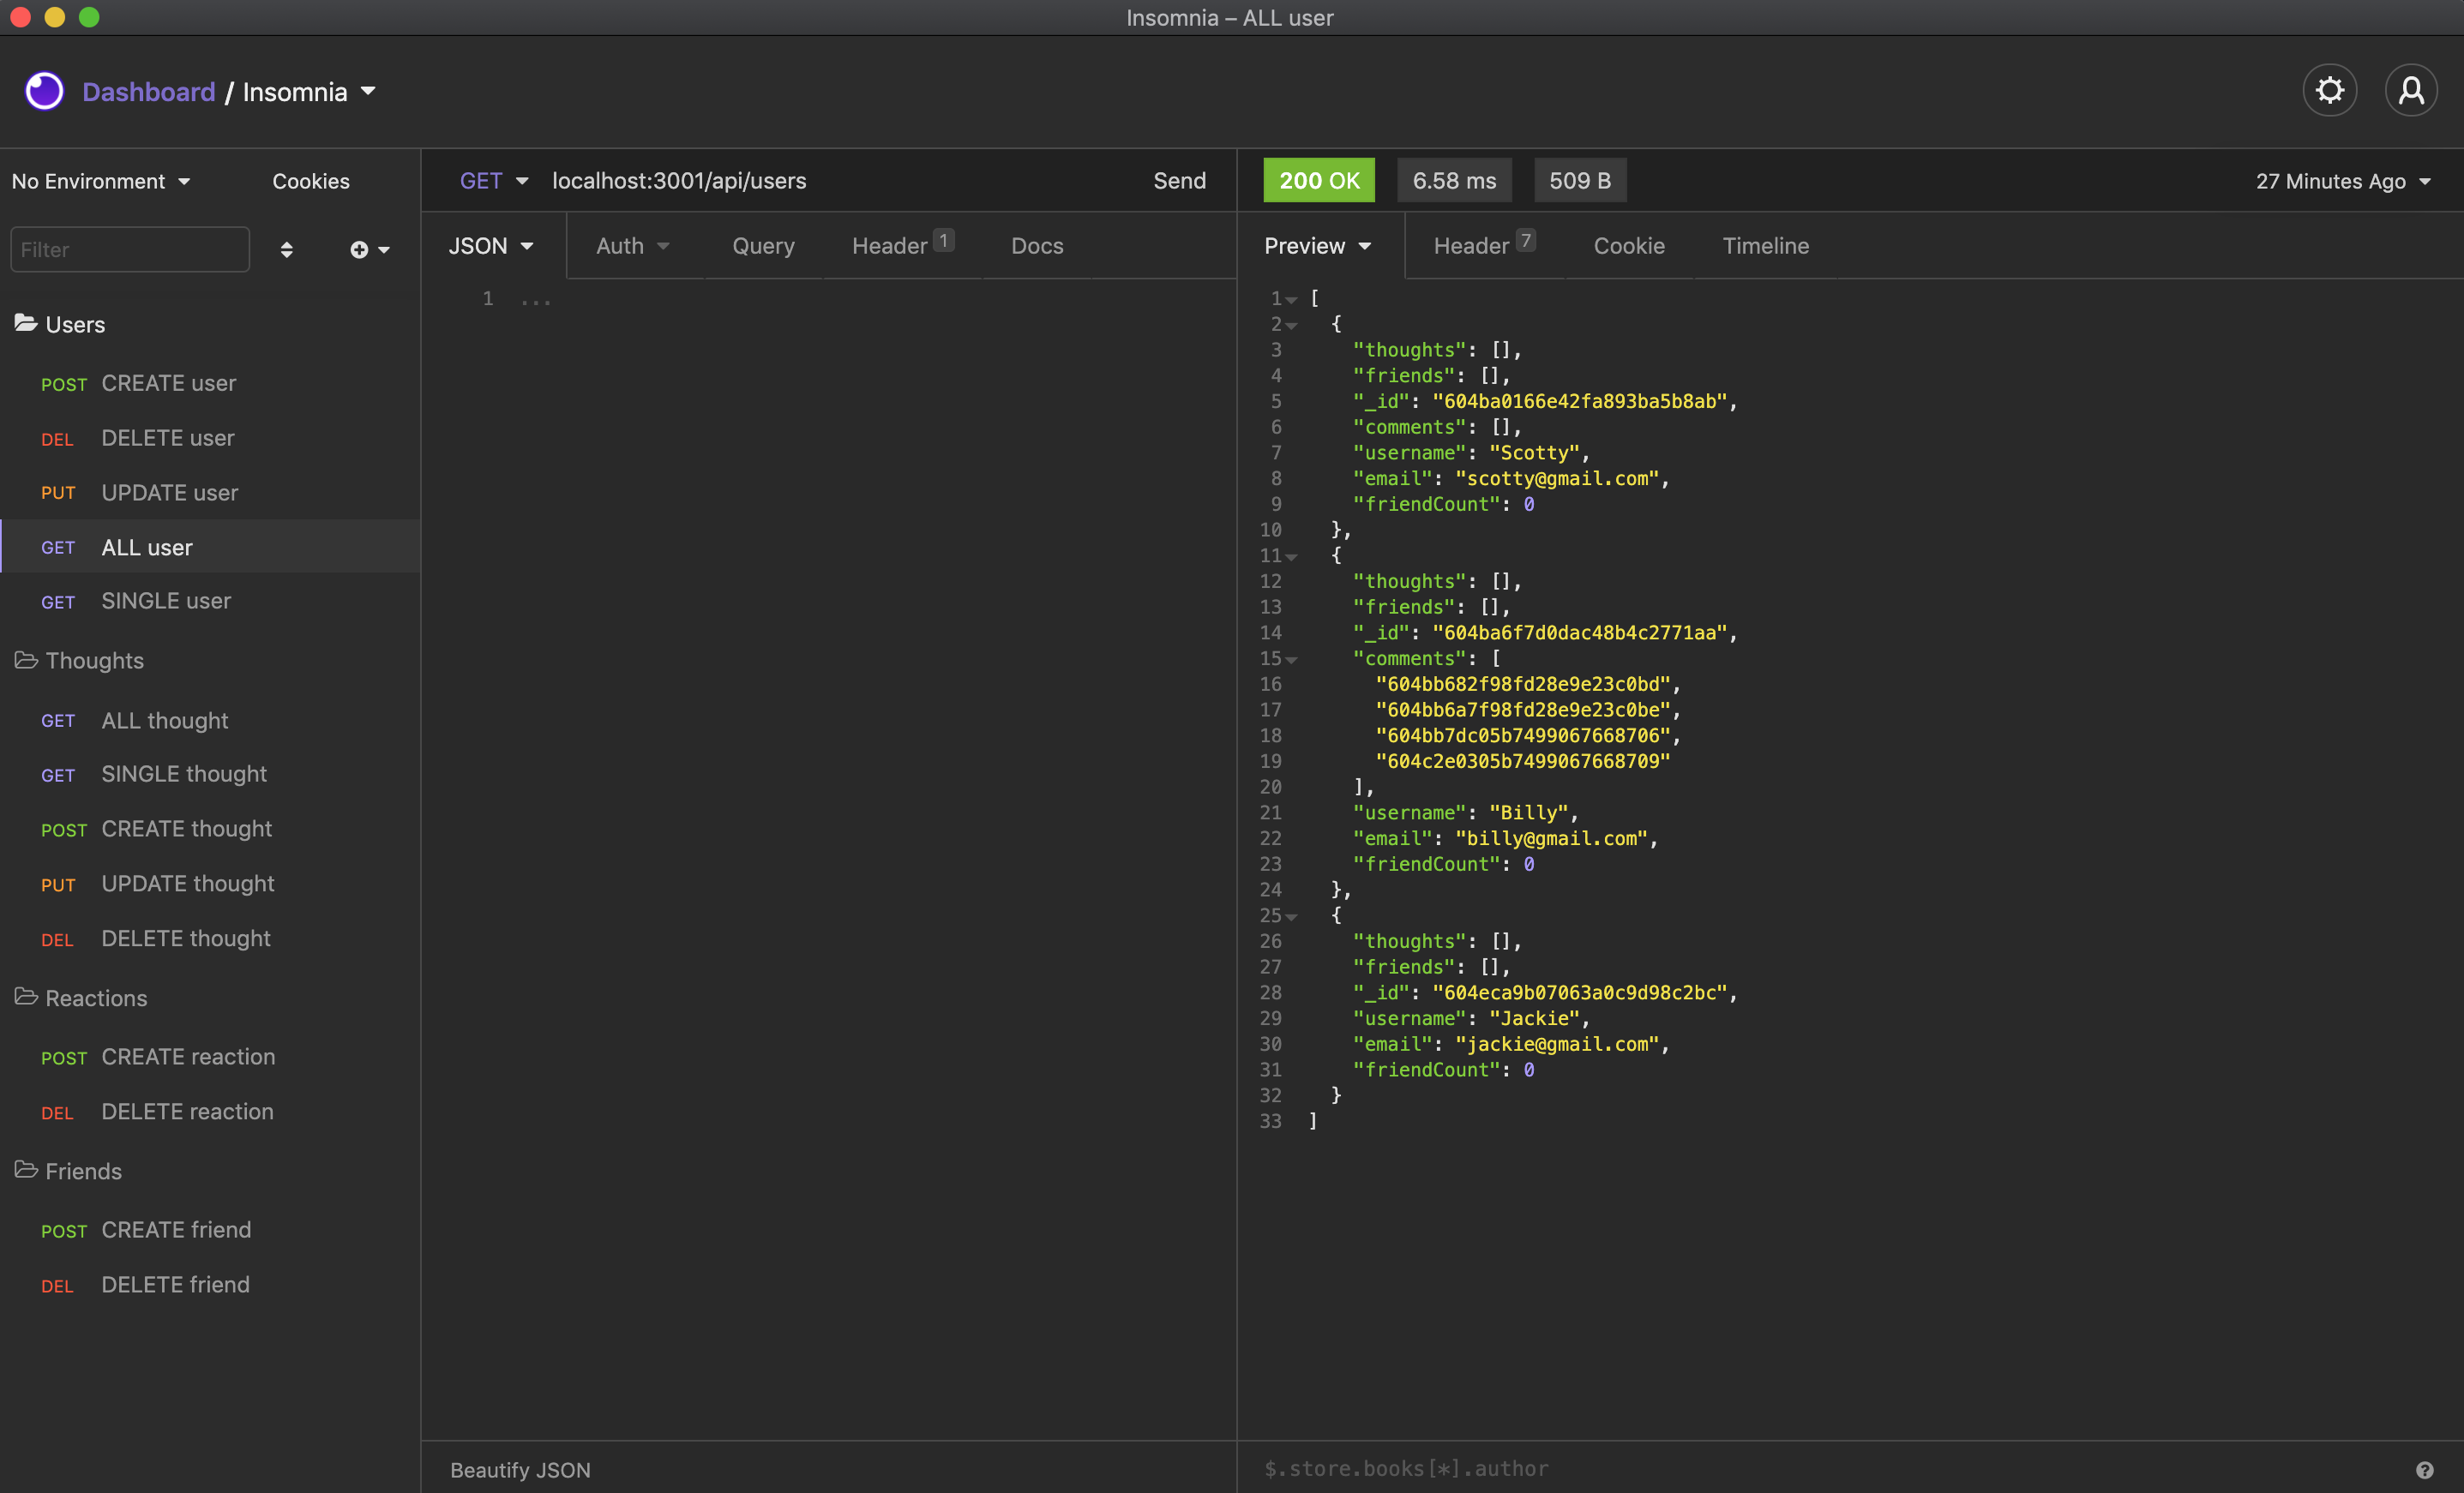 Insomnia – ALL user
Dashboard / Insomnia
No Environment
Cookies
Filter
Users
POST CREATE user
DEL DELETE user
PUT UPDATE user
GET ALL user
GET SINGLE user
Thoughts
GET ALL thought
GET SINGLE thought
POST CREATE thought
PUT UPDATE thought
DEL DELETE thought
Reactions
POST CREATE reaction
DEL DELETE reaction
Friends
POST CREATE friend
DEL DELETE friend
GET localhost:3001/api/users Send
JSON Auth Query Header 1 Docs
1 ...
Beautify JSON
200 OK 6.58 ms 509 B 27 Minutes Ago
Preview Header 7 Cookie Timeline
1 [
2 {
3 "thoughts": [],
4 "friends": [],
5 "_id": "604ba0166e42fa893ba5b8ab",
6 "comments": [],
7 "username": "Scotty",
8 "email": "scotty@gmail.com",
9 "friendCount": 0
10 },
11 {
12 "thoughts": [],
13 "friends": [],
14 "_id": "604ba6f7d0dac48b4c2771aa",
15 "comments": [
16 "604bb682f98fd28e9e23c0bd",
17 "604bb6a7f98fd28e9e23c0be",
18 "604bb7dc05b7499067668706",
19 "604c2e0305b7499067668709"
20 ],
21 "username": "Billy",
22 "email": "billy@gmail.com",
23 "friendCount": 0
24 },
25 {
26 "thoughts": [],
27 "friends": [],
28 "_id": "604eca9b07063a0c9d98c2bc",
29 "username": "Jackie",
30 "email": "jackie@gmail.com",
31 "friendCount": 0
32 }
33 ]
$.store.books[*].author